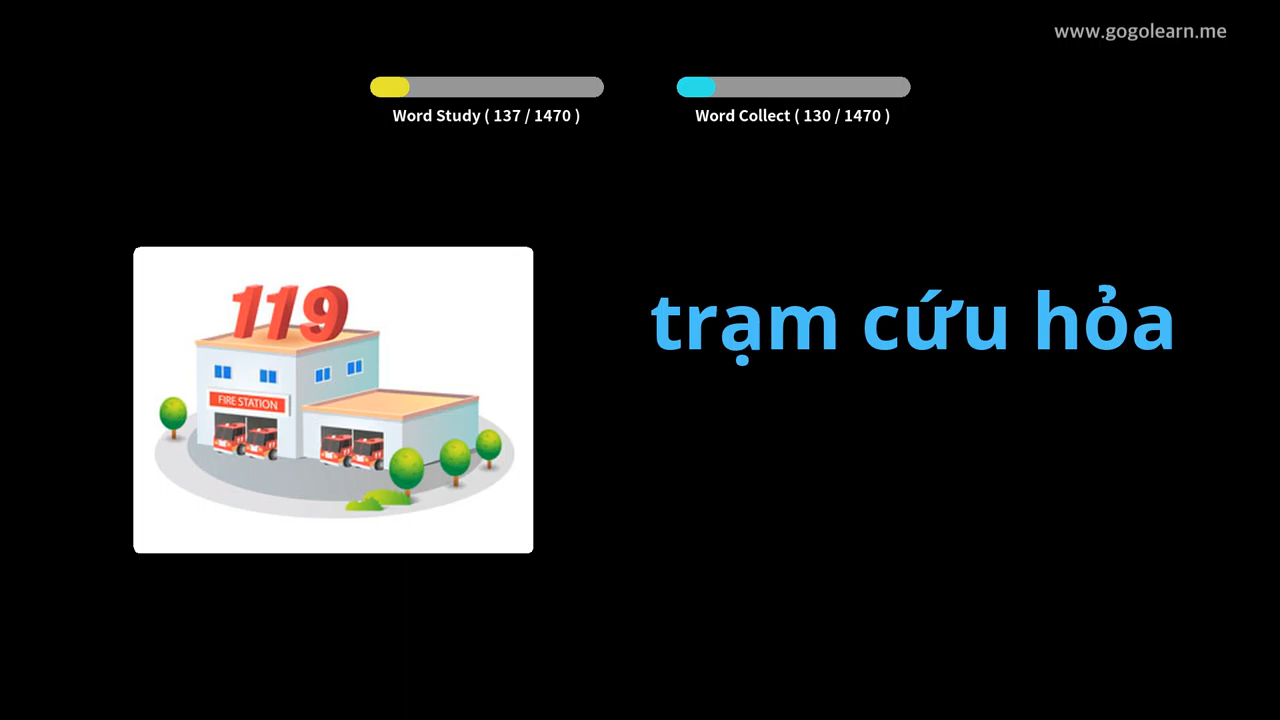 www.gogolearn.me
Word Study ( 137 / 1470 )
Word Collect ( 130 / 1470 )
119
FIRE STATION
trạm cứu hỏa